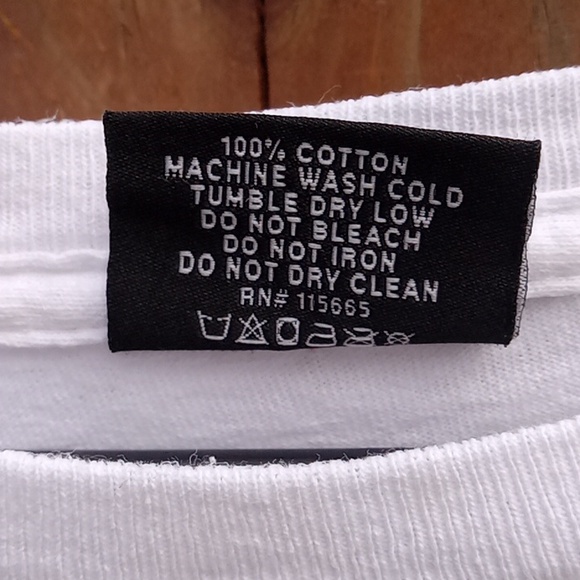 100% COTTON
MACHINE WASH COLD
TUMBLE DRY LOW
DO NOT BLEACH
DO NOT IRON
DO NOT DRY CLEAN
RN# 115665